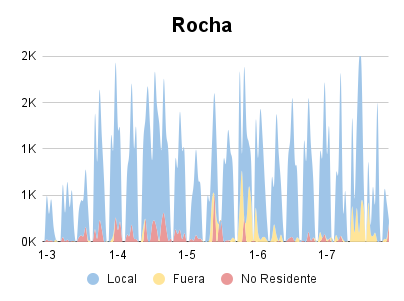 Rocha
2K
2K
1K
1K
0K
1-3 1-4 1-5 1-6 1-7
Local Fuera No Residente